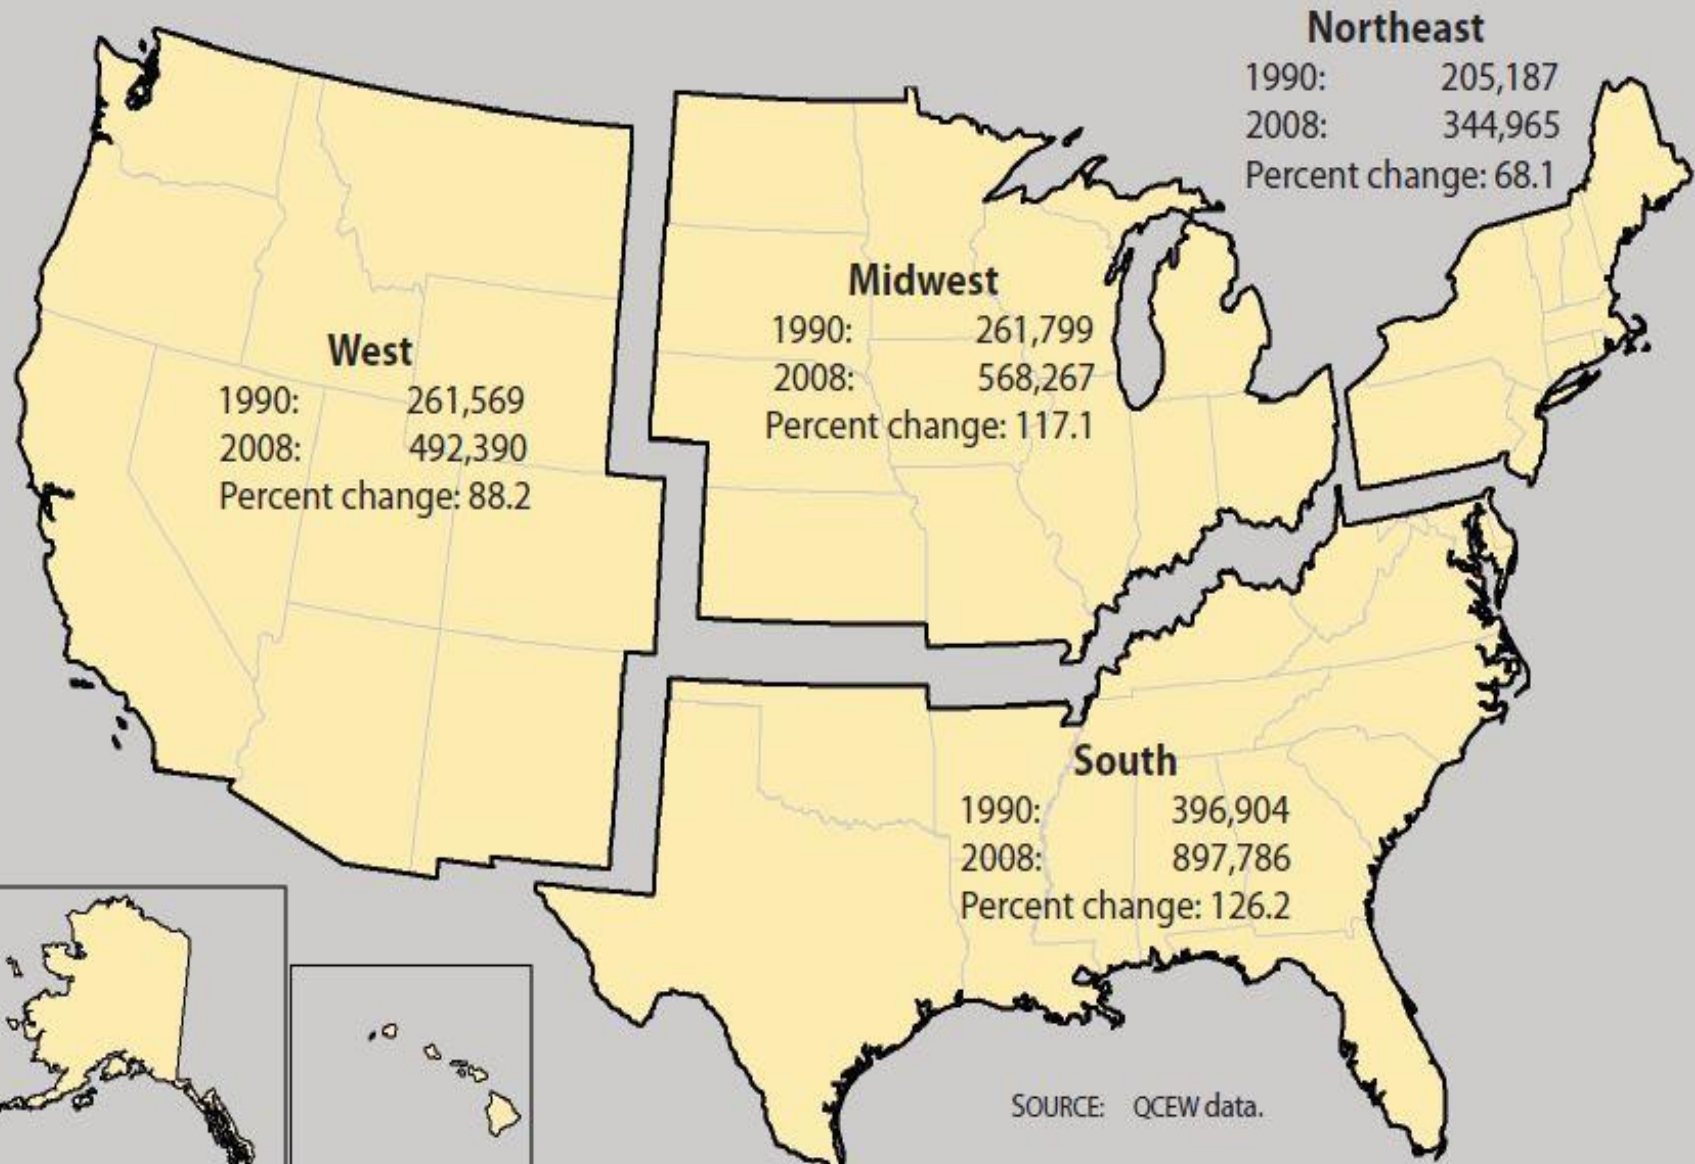 Northeast
1990: 205,187
2008: 344,965
Percent change: 68.1
Midwest
1990: 261,799
2008: 568,267
Percent change: 117.1
West
1990: 261,569
2008: 492,390
Percent change: 88.2
South
1990: 396,904
2008: 897,786
Percent change: 126.2
SOURCE: QCEW data.